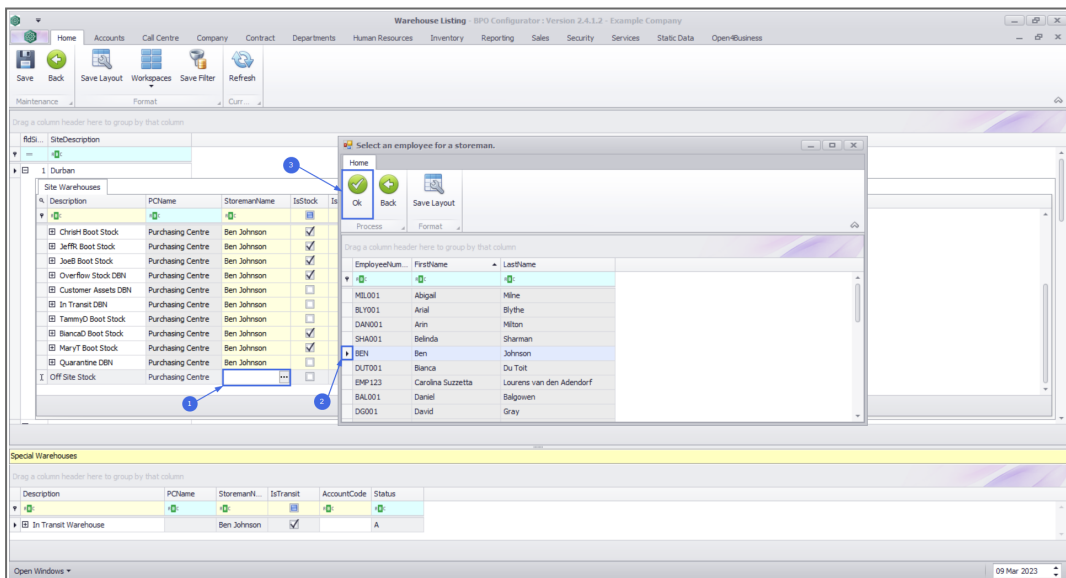 Warehouse Listing - BPO Configurator : Version 2.4.1.2 - Example Company
Home Accounts Call Centre Company Contract Departments Human Resources Inventory Reporting Sales Security Services Static Data Open4Business
Save Back Save Layout Workspaces Save Filter Refresh
Maintenance Format Curr...
Drag a column header here to group by that column
fldSi... SiteDescription
1 Durban
Site Warehouses
Description PCName StoremanName IsStock Is
ChrisH Boot Stock Purchasing Centre Ben Johnson
JeffR Boot Stock Purchasing Centre Ben Johnson
JoeB Boot Stock Purchasing Centre Ben Johnson
Overflow Stock DBN Purchasing Centre Ben Johnson
Customer Assets DBN Purchasing Centre Ben Johnson
In Transit DBN Purchasing Centre Ben Johnson
TammyD Boot Stock Purchasing Centre Ben Johnson
BiancaD Boot Stock Purchasing Centre Ben Johnson
MaryT Boot Stock Purchasing Centre Ben Johnson
Quarantine DBN Purchasing Centre Ben Johnson
Off Site Stock Purchasing Centre
1
Select an employee for a storeman.
3
Home
Ok Back Save Layout
Process Format
Drag a column header here to group by that column
EmployeeNum... FirstName LastName
MIL001 Abigail Milne
BLY001 Arial Blythe
DAN001 Arin Milton
SHA001 Belinda Sharman
BEN Ben Johnson
DUT001 Bianca Du Toit
EMP123 Carolina Suzzetta Lourens van den Adendorf
BAL001 Daniel Balgowen
DG001 David Gray
2
Special Warehouses
Drag a column header here to group by that column
Description PCName StoremanN... IsTransit AccountCode Status
In Transit Warehouse Ben Johnson A
Open Windows 09 Mar 2023